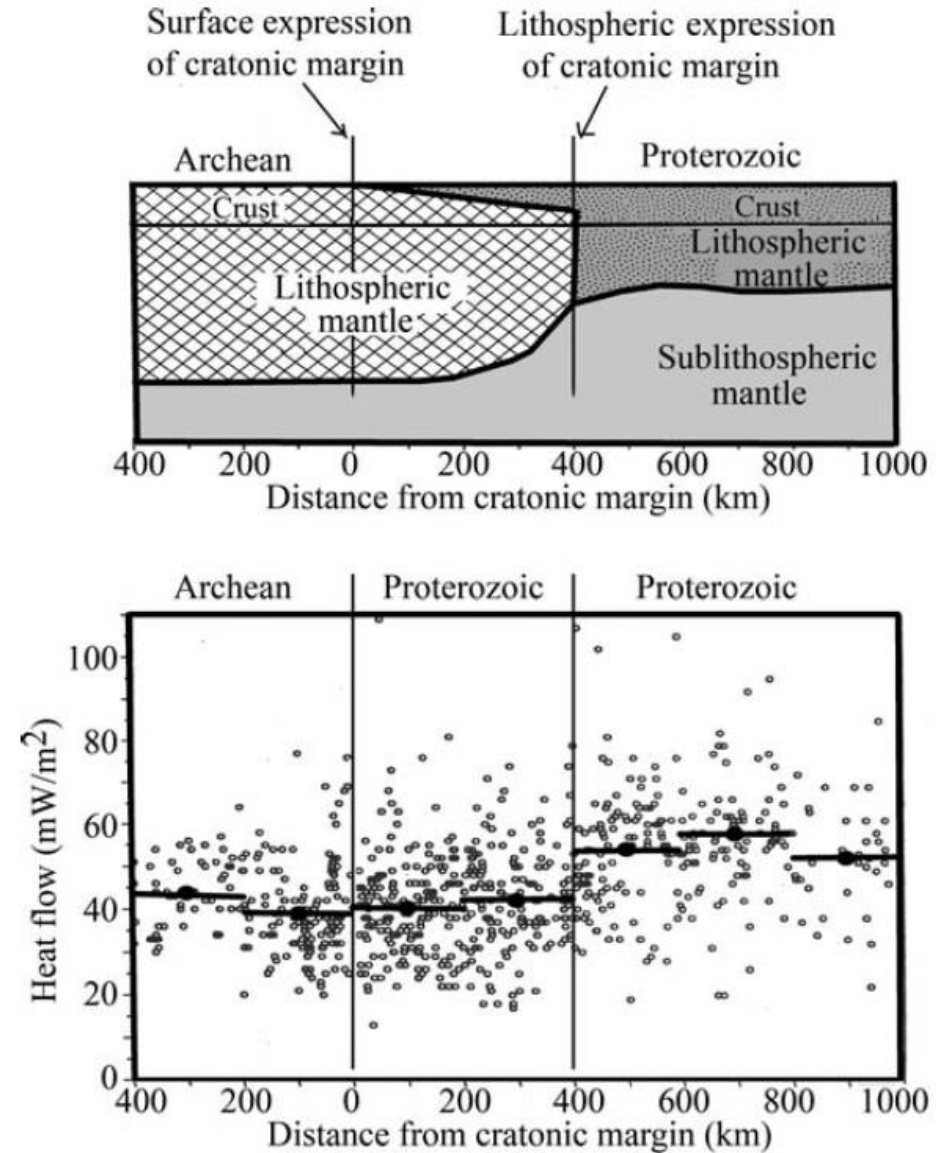 Surface expression
of cratonic margin
Lithospheric expression
of cratonic margin
Archean
Proterozoic
Crust
Crust
Lithospheric
mantle
Lithospheric
mantle
Sublithospheric
mantle
400 200 0 200 400 600 800 1000
Distance from cratonic margin (km)
Archean Proterozoic Proterozoic
Heat flow (mW/m²)
100
80
60
40
20
0
400 200 0 200 400 600 800 1000
Distance from cratonic margin (km)